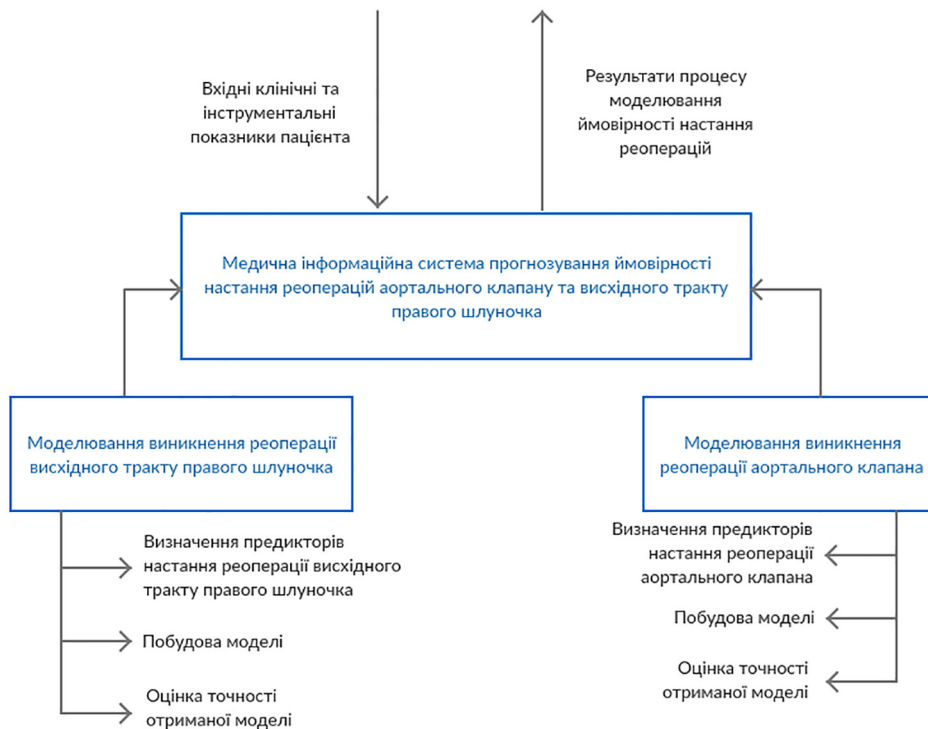 Вхідні клінічні та
інструментальні
показники пацієнта
Результати процесу
моделювання
ймовірності настання
реоперацій
Медична інформаційна система прогнозування ймовірності
настання реоперацій аортального клапану та висхідного тракту
правого шлуночка
Моделювання виникнення реоперації
висхідного тракту правого шлуночка
Моделювання виникнення
реоперації аортального клапана
Визначення предикторів
настання реоперації висхідного
тракту правого шлуночка
Побудова моделі
Оцінка точності
отриманої моделі
Визначення предикторів
настання реоперації
аортального клапана
Побудова моделі
Оцінка точності
отриманої моделі